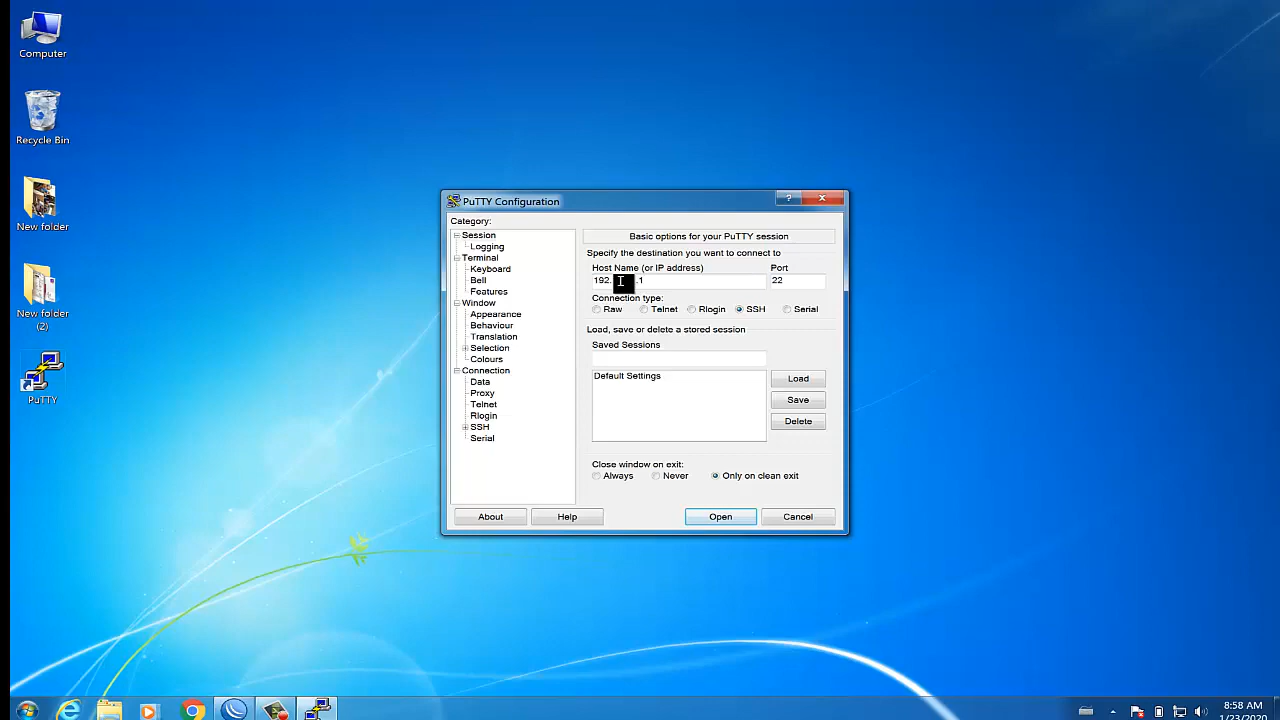 Computer
Recycle Bin
New folder
New folder
(2)
PuTTY
PuTTY Configuration
?
Category:
Session
Logging
Terminal
Keyboard
Bell
Features
Window
Appearance
Behaviour
Translation
Selection
Colours
Connection
Data
Proxy
Telnet
Rlogin
SSH
Serial
Basic options for your PuTTY session
Specify the destination you want to connect to
Host Name (or IP address) Port
192. .1 22
Connection type:
Raw Telnet Rlogin SSH Serial
Load, save or delete a stored session
Saved Sessions
Default Settings
Load
Save
Delete
Close window on exit:
Always Never Only on clean exit
About Help Open Cancel
8:58 AM
1/23/2020